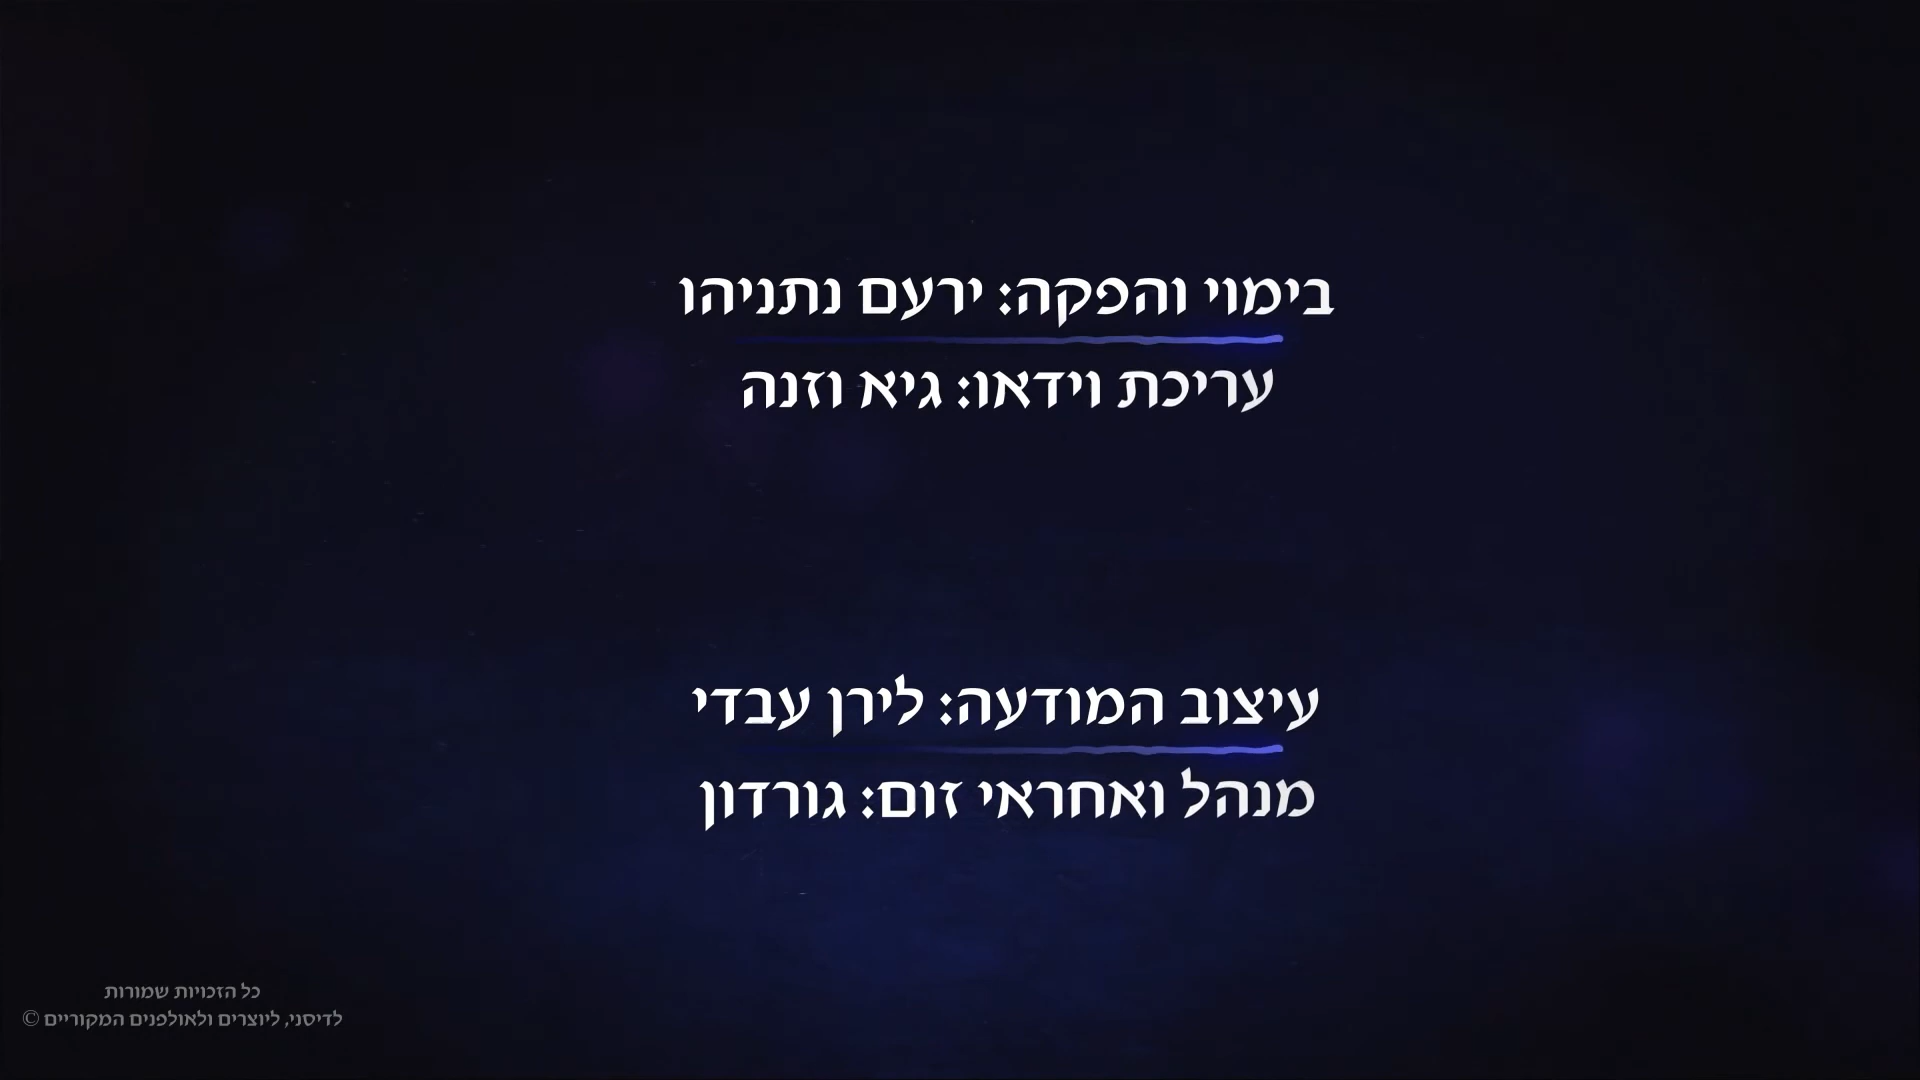 בימוי והפקה: ירעם נתניהו
עריכת וידאו: גיא וזנה
עיצוב המודעה: לירן עבדי
מנהל ואחראי זום: גורדון
כל הזכויות שמורות
לדיסני, ליוצרים ולאולפנים המקוריים ©